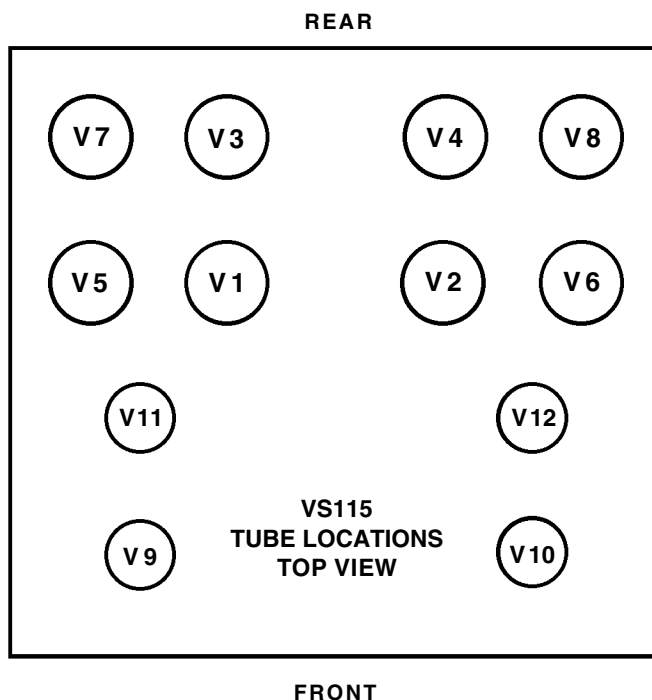 REAR
V7 V3 V4 V8
V5 V1 V2 V6
V11 V12
VS115
TUBE LOCATIONS
TOP VIEW
V9 V10
FRONT